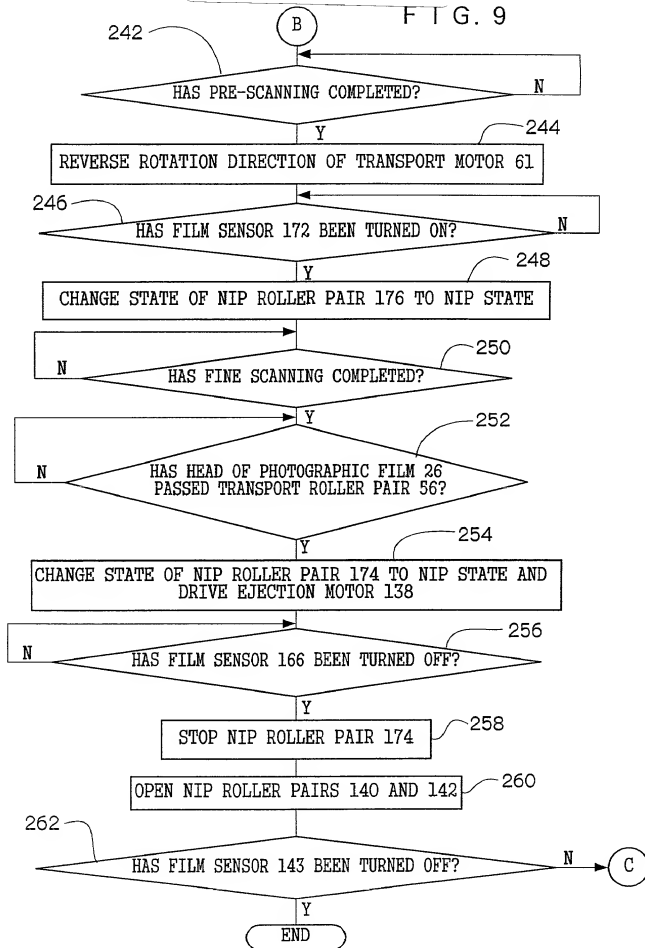 F I G. 9
B
242
HAS PRE-SCANNING COMPLETED?
N
Y
244
REVERSE ROTATION DIRECTION OF TRANSPORT MOTOR 61
246
HAS FILM SENSOR 172 BEEN TURNED ON?
N
Y
248
CHANGE STATE OF NIP ROLLER PAIR 176 TO NIP STATE
250
N
HAS FINE SCANNING COMPLETED?
Y
252
N
HAS HEAD OF PHOTOGRAPHIC FILM 26
PASSED TRANSPORT ROLLER PAIR 56?
Y
254
CHANGE STATE OF NIP ROLLER PAIR 174 TO NIP STATE AND
DRIVE EJECTION MOTOR 138
256
N
HAS FILM SENSOR 166 BEEN TURNED OFF?
Y
258
STOP NIP ROLLER PAIR 174
260
OPEN NIP ROLLER PAIRS 140 AND 142
262
HAS FILM SENSOR 143 BEEN TURNED OFF?
N
C
Y
END